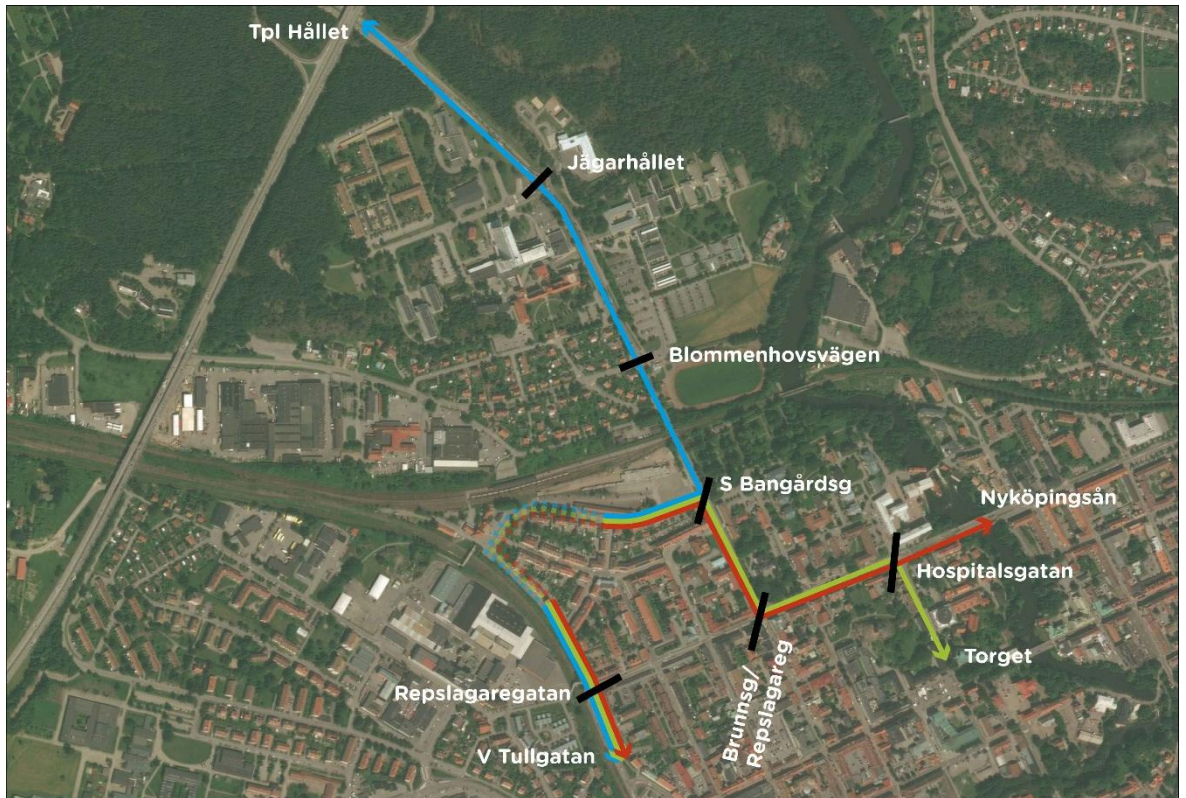 Tpl Hållet
Jägarhållet
Blommenhovsvägen
S Bangårdsg
Nyköpingsån
Hospitalsgatan
Torget
Repslagaregatan
Brunnsg/
Repslagareg
V Tullgatan